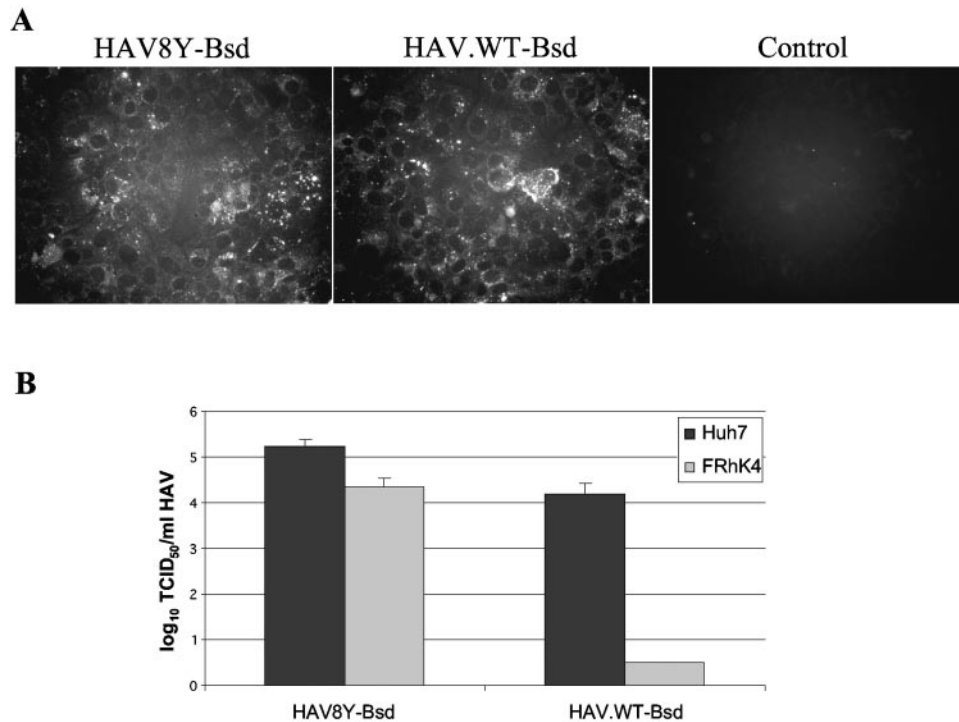 A
HAV8Y-Bsd HAV.WT-Bsd Control
B
log10 TCID50/ml HAV
6
5
4
3
2
1
0
Huh7
FRhK4
HAV8Y-Bsd HAV.WT-Bsd